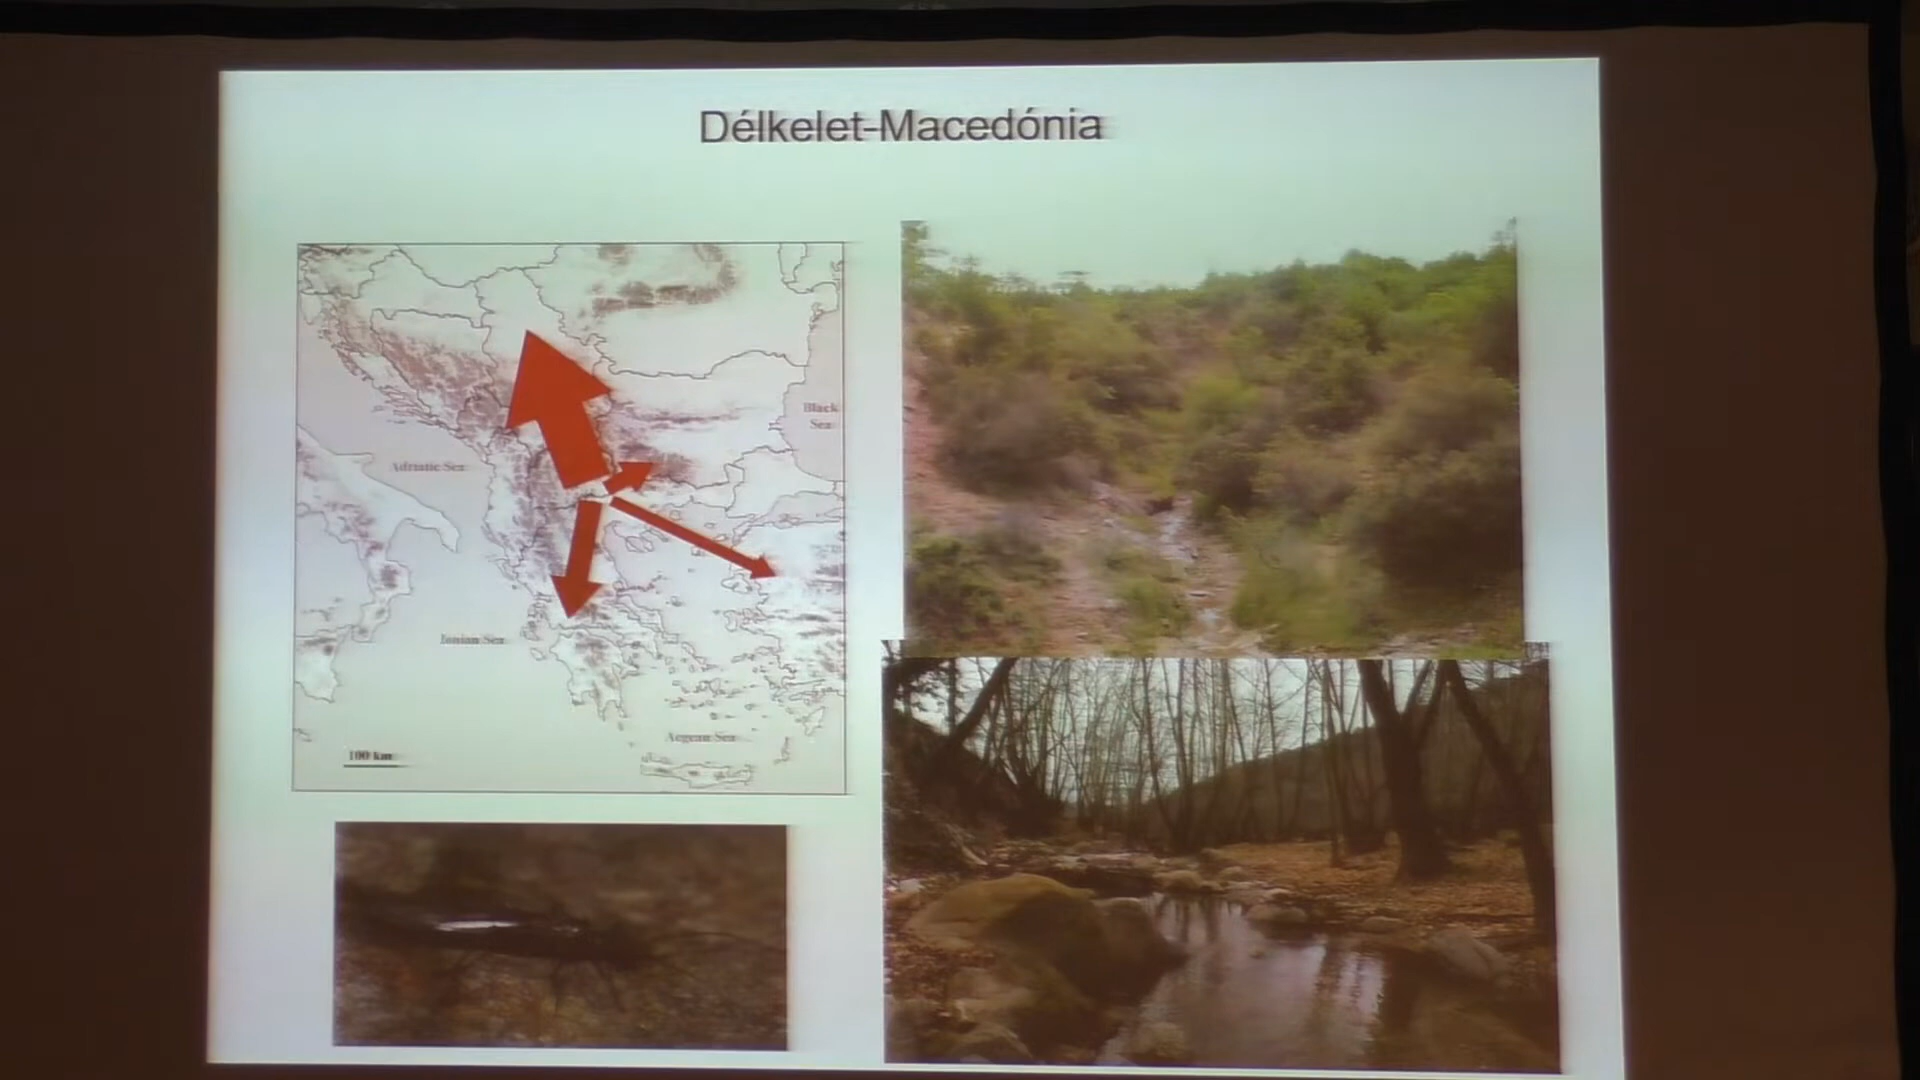 Délkelet-Macedónia
Black
Sea
Adriatic Sea
Ionian Sea
Aegean Sea
100 km